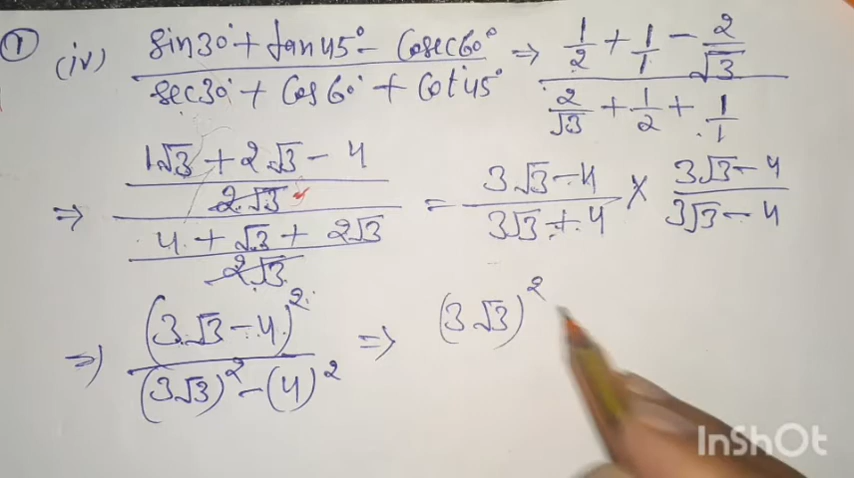 ① (iv) (sin30° + tan45° - Cosec60°)/(sec30° + Cos60° + Cot45°) ⇒ (1/2 + 1/1 - 2/√3)/(2/√3 + 1/2 + 1/1)
⇒ ((1√3 + 2√3 - 4)/(2√3))/((4 + √3 + 2√3)/(2√3)) = (3√3 - 4)/(3√3 + 4) × (3√3 - 4)/(3√3 - 4)
⇒ (3√3 - 4)²/((3√3)² - (4)²) ⇒ (3√3)²
InShOt